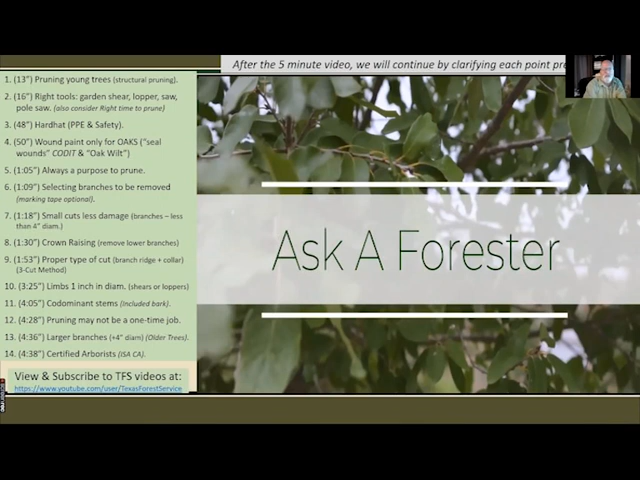 After the 5 minute video, we will continue by clarifying each point pre
1. (13") Pruning young trees (structural pruning).
2. (16") Right tools: garden shear, lopper, saw,
pole saw. (also consider Right time to prune)
3. (48") Hardhat (PPE & Safety).
4. (50") Wound paint only for OAKS ("seal
wounds" CODIT & "Oak Wilt")
5. (1:05") Always a purpose to prune.
6. (1:09") Selecting branches to be removed
(marking tape optional).
7. (1:18") Small cuts less damage (branches – less
than 4" diam.)
8. (1:30") Crown Raising (remove lower branches)
9. (1:53") Proper type of cut (branch ridge + collar)
(3-Cut Method)
10. (3:25") Limbs 1 inch in diam. (shears or loppers)
11. (4:05") Codominant stems (Included bark).
12. (4:28") Pruning may not be a one-time job.
13. (4:36") Larger branches (+4" diam) (Older Trees).
14. (4:38") Certified Arborists (ISA CA).
View & Subscribe to TFS videos at:
https://www.youtube.com/user/TexasForestService
Ask A Forester